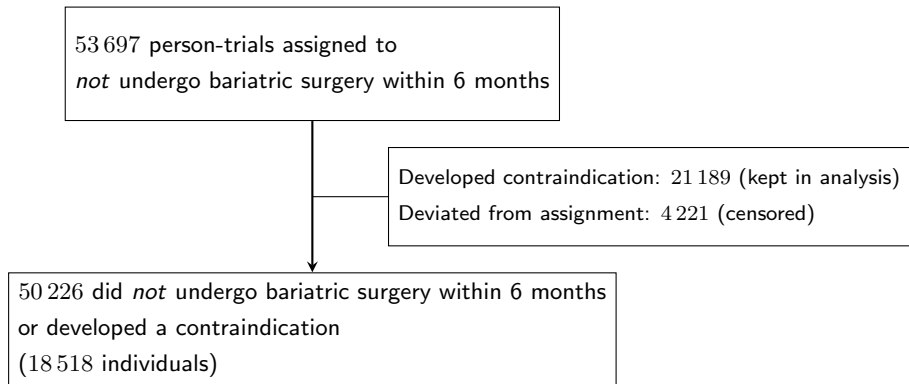 53 697 person-trials assigned to
not undergo bariatric surgery within 6 months
Developed contraindication: 21 189 (kept in analysis)
Deviated from assignment: 4 221 (censored)
50 226 did not undergo bariatric surgery within 6 months
or developed a contraindication
(18 518 individuals)